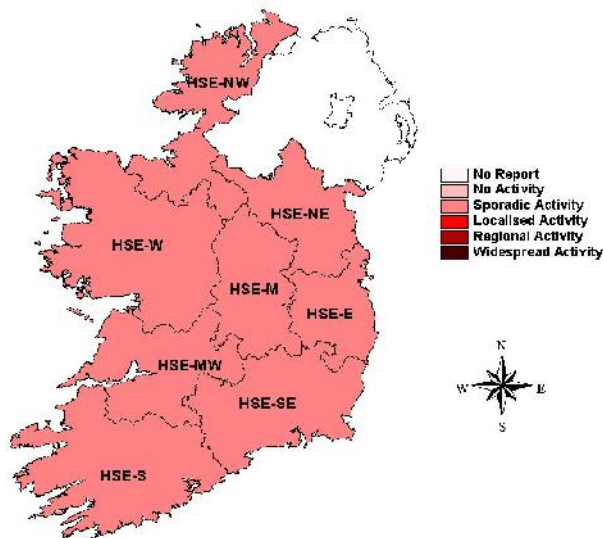 HSE-NW
No Report
No Activity
Sporadic Activity
Localised Activity
Regional Activity
Widespread Activity
HSE-NE
HSE-W
HSE-M
HSE-E
HSE-MW
HSE-SE
HSE-S
N
W E
S